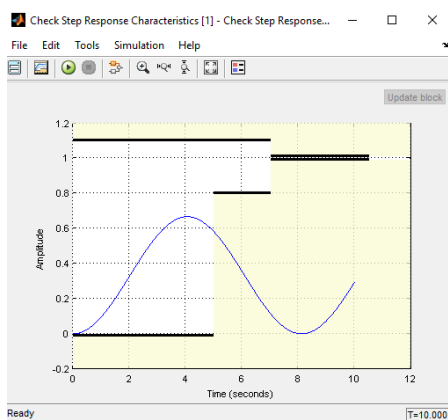 Check Step Response Characteristics [1] - Check Step Response...
File Edit Tools Simulation Help
Update block
1.2
1
0.8
0.6
0.4
0.2
0
-0.2
Amplitude
0 2 4 6 8 10 12
Time (seconds)
Ready T=10.000